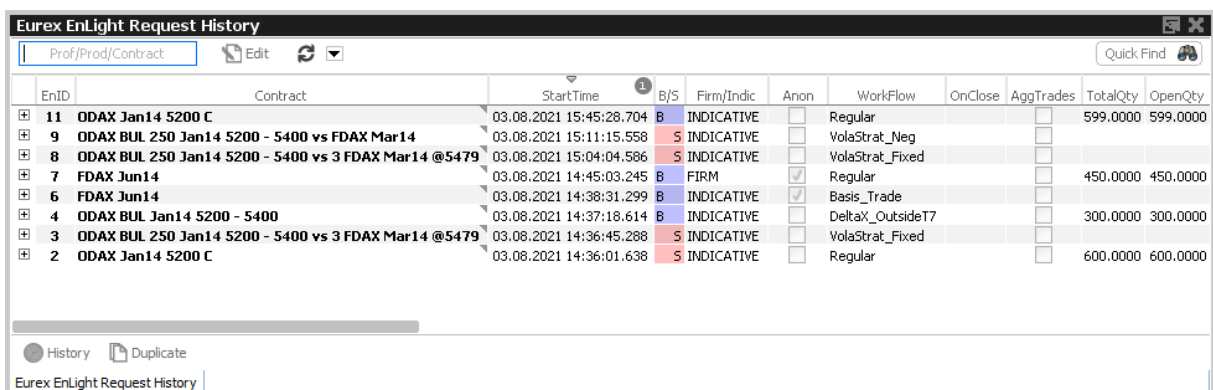 Eurex EnLight Request History
Prof/Prod/Contract Edit Quick Find
EnID Contract StartTime 1 B/S Firm/Indic Anon WorkFlow OnClose AggTrades TotalQty OpenQty
11 ODAX Jan14 5200 C 03.08.2021 15:45:28.704 B INDICATIVE Regular 599.0000 599.0000
9 ODAX BUL 250 Jan14 5200 - 5400 vs FDAX Mar14 03.08.2021 15:11:15.558 S INDICATIVE VolaStrat_Neg
8 ODAX BUL 250 Jan14 5200 - 5400 vs 3 FDAX Mar14 @5479 03.08.2021 15:04:04.586 S INDICATIVE VolaStrat_Fixed
7 FDAX Jun14 03.08.2021 14:45:03.245 B FIRM Regular 450.0000 450.0000
6 FDAX Jun14 03.08.2021 14:38:31.299 B INDICATIVE Basis_Trade
4 ODAX BUL Jan14 5200 - 5400 03.08.2021 14:37:18.614 B INDICATIVE DeltaX_OutsideT7 300.0000 300.0000
3 ODAX BUL 250 Jan14 5200 - 5400 vs 3 FDAX Mar14 @5479 03.08.2021 14:36:45.288 S INDICATIVE VolaStrat_Fixed
2 ODAX Jan14 5200 C 03.08.2021 14:36:01.638 S INDICATIVE Regular 600.0000 600.0000
History Duplicate
Eurex EnLight Request History